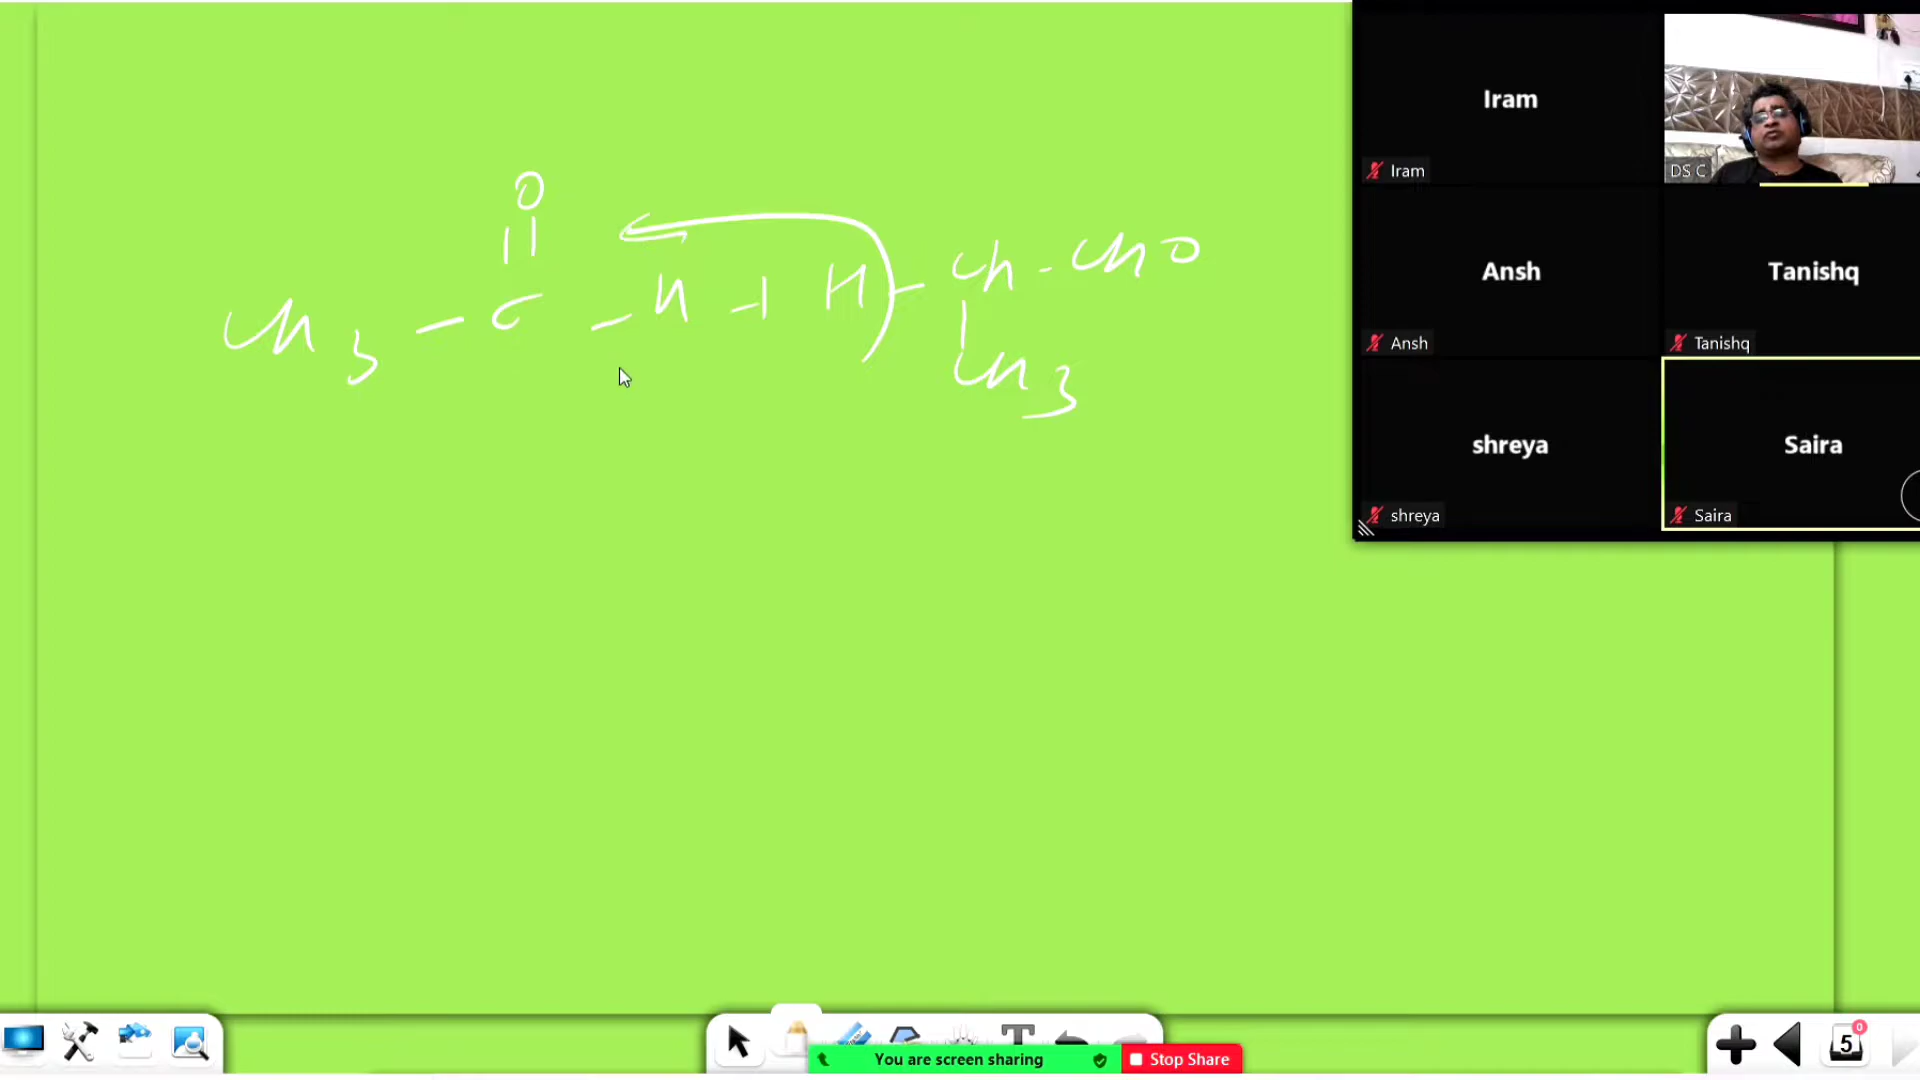 O
||
CH3 - C - H + H - CH - CHO
|
CH3
Iram
Iram
DS C
Ansh
Ansh
Tanishq
Tanishq
shreya
shreya
Saira
Saira
T
You are screen sharing
Stop Share
5
0